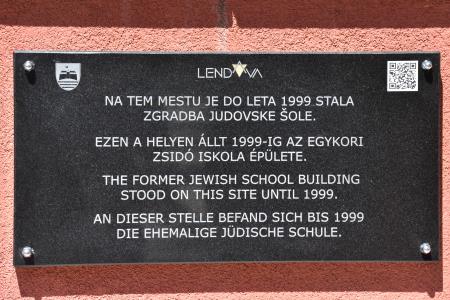 LENDAVA
NA TEM MESTU JE DO LETA 1999 STALA
ZGRADBA JUDOVSKE ŠOLE.
EZEN A HELYEN ÁLLT 1999-IG AZ EGYKORI
ZSIDÓ ISKOLA ÉPÜLETE.
THE FORMER JEWISH SCHOOL BUILDING
STOOD ON THIS SITE UNTIL 1999.
AN DIESER STELLE BEFAND SICH BIS 1999
DIE EHEMALIGE JÜDISCHE SCHULE.